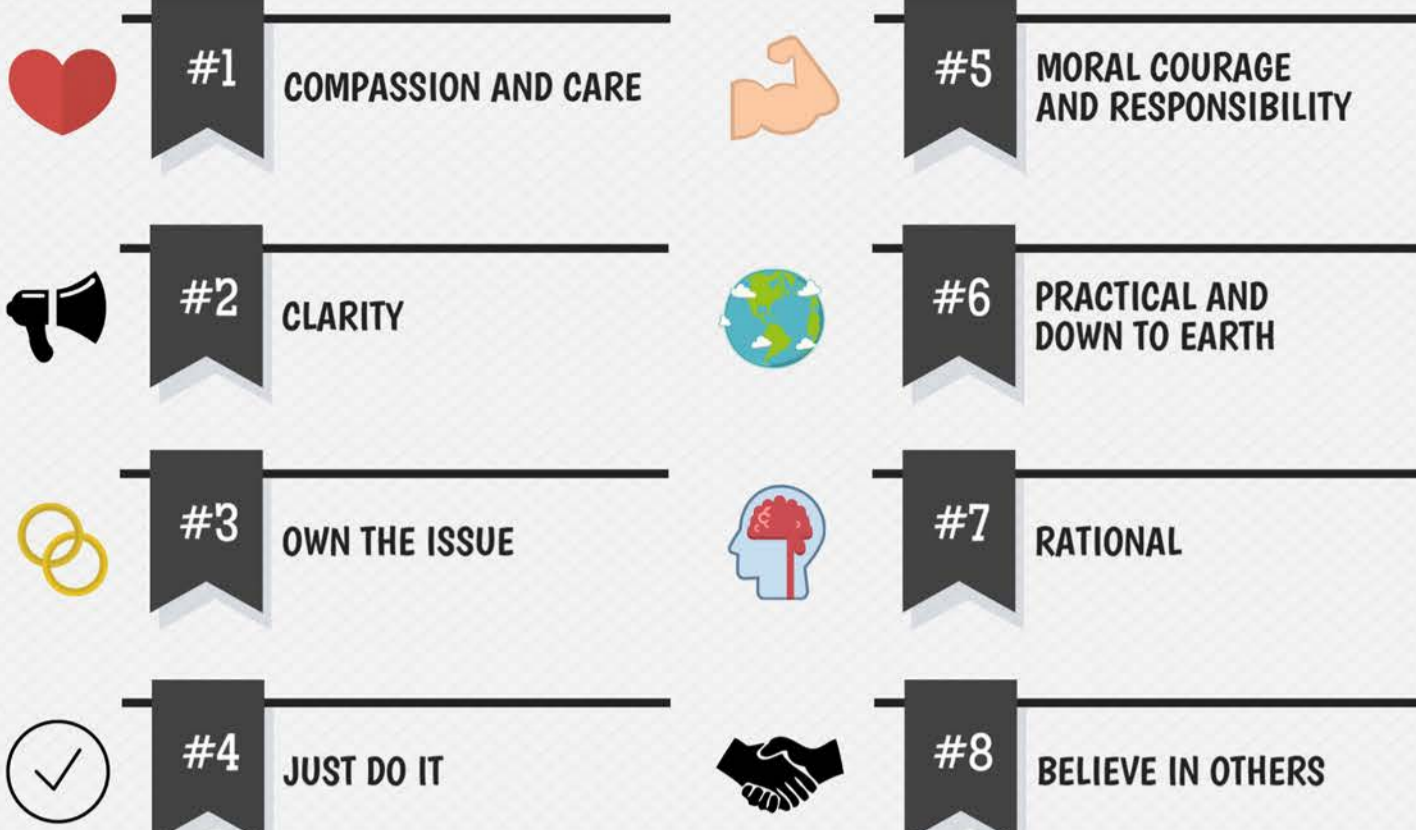 #1
COMPASSION AND CARE
#2
CLARITY
#3
OWN THE ISSUE
#4
JUST DO IT
#5
MORAL COURAGE
AND RESPONSIBILITY
#6
PRACTICAL AND
DOWN TO EARTH
#7
RATIONAL
#8
BELIEVE IN OTHERS